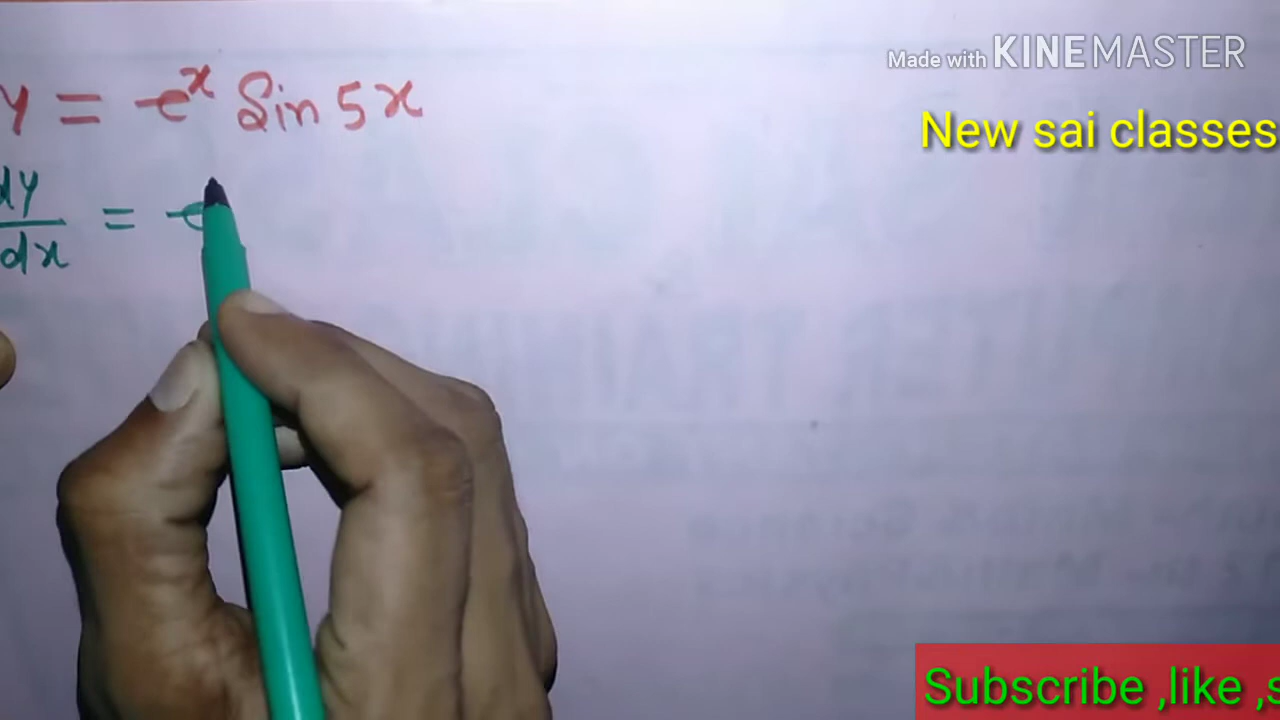 Made with KINEMASTER
y = e^x Sin 5x
New sai classes
dy/dx = e
Subscribe ,like ,s